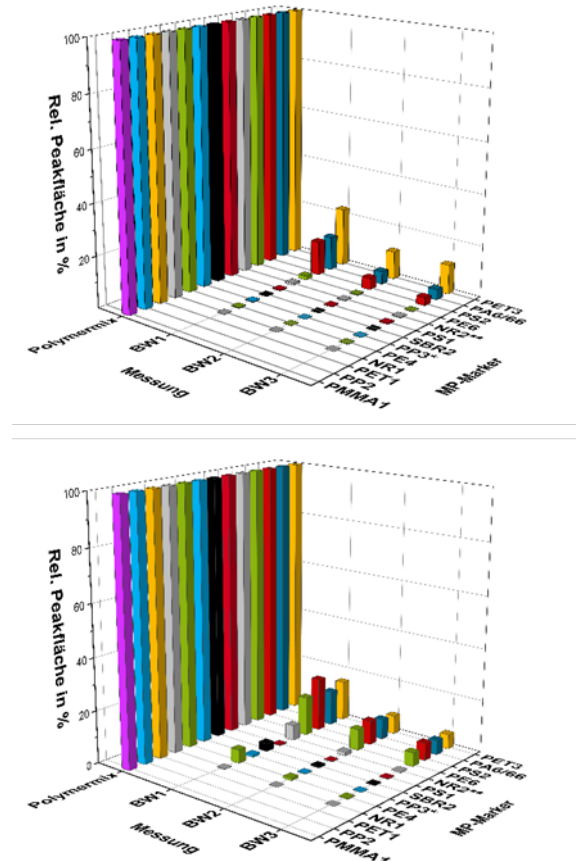 100
80
60
40
20
Rel. Peakfläche in %
Polymermix
BW1
BW2
BW3
Messung
PMMA1
PP2
PET1
NR1
PE4
PP3*
SBR2
PS1
NR2**
PE6
PS2
PA6/66
PET3
MP-Marker
100
80
60
40
20
0
Rel. Peakfläche in %
Polymermix
BW1
BW2
BW3
Messung
PMMA1
PP2
PET1
NR1
PE4
PP3*
SBR2
PS1
NR2**
PE6
PS2
PA6/66
PET3
MP-Marker